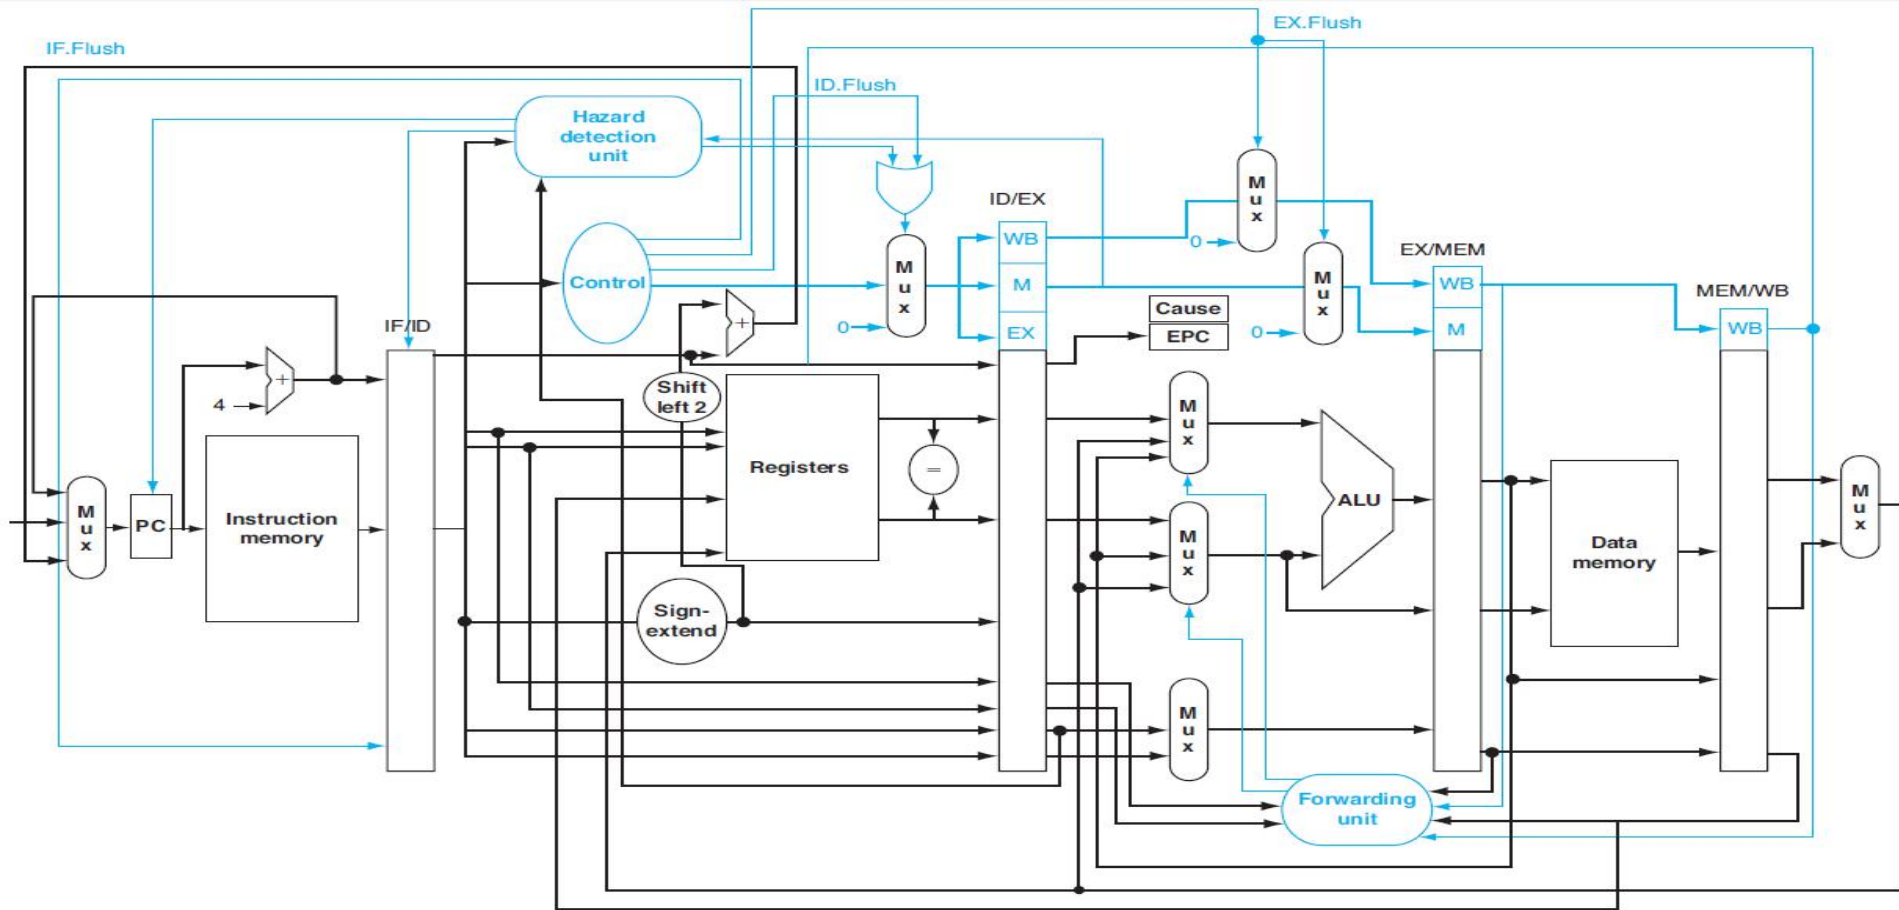 EX.Flush
IF.Flush
ID.Flush
Hazard
detection
unit
M
u
x
ID/EX
WB
0
EX/MEM
Control
M
u
x
M
M
u
x
WB
MEM/WB
Cause
IF/ID
+
0
EX
EPC
0
M
WB
+
4
Shift
left 2
M
u
x
Registers
=
M
u
x
PC
Instruction
memory
ALU
M
u
x
M
u
x
Data
memory
Sign-
extend
M
u
x
Forwarding
unit